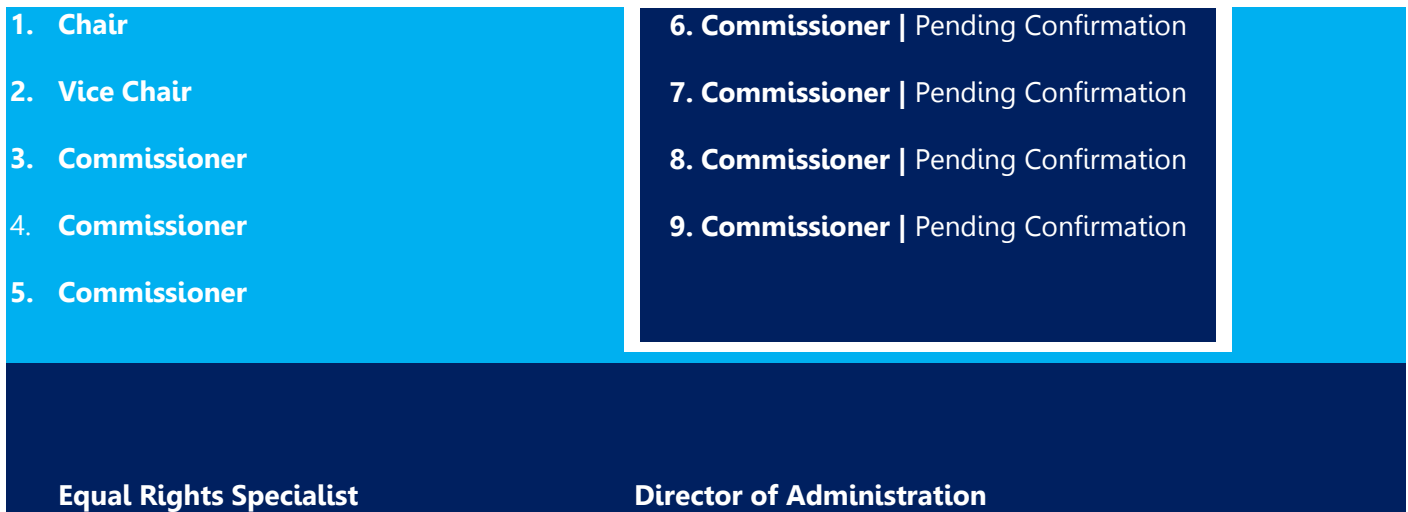 1. Chair
2. Vice Chair
3. Commissioner
4. Commissioner
5. Commissioner
6. Commissioner | Pending Confirmation
7. Commissioner | Pending Confirmation
8. Commissioner | Pending Confirmation
9. Commissioner | Pending Confirmation
Equal Rights Specialist
Director of Administration